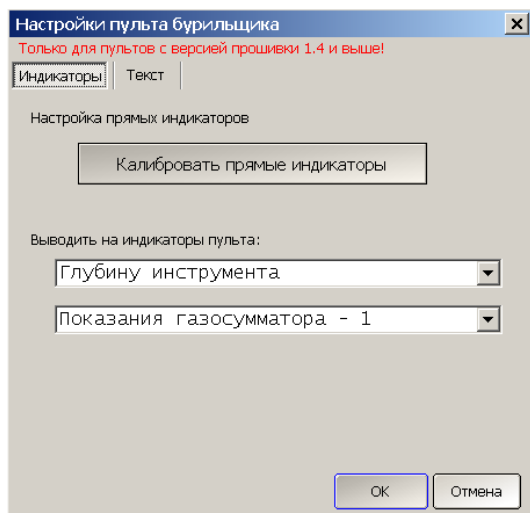 Настройки пульта бурильщика
Только для пультов с версией прошивки 1.4 и выше!
Индикаторы Текст
Настройка прямых индикаторов
Калибровать прямые индикаторы
Выводить на индикаторы пульта:
Глубину инструмента
Показания газосумматора - 1
ОК Отмена